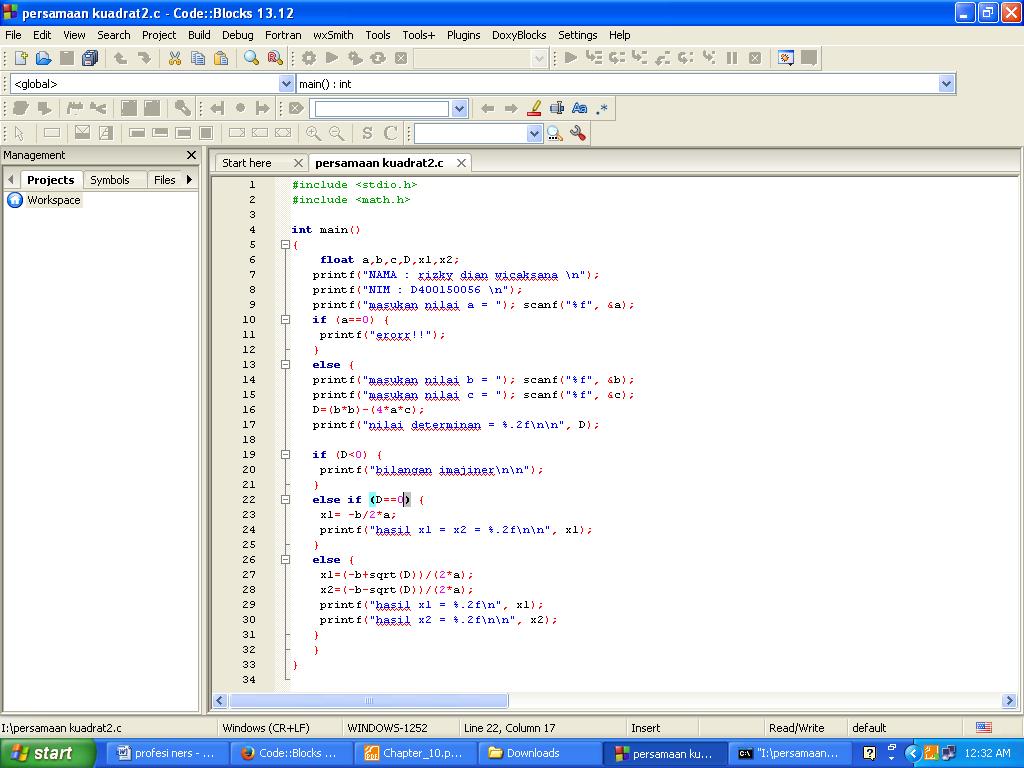 persamaan kuadrat2.c - Code::Blocks 13.12
File Edit View Search Project Build Debug Fortran wxSmith Tools Tools+ Plugins DoxyBlocks Settings Help
<global> main() : int
S C
Management
Projects Symbols Files
Workspace
Start here persamaan kuadrat2.c
1 #include <stdio.h>
2 #include <math.h>
3
4 int main()
5 {
6 float a,b,c,D,x1,x2;
7 printf("NAMA : rizky dian wicaksana \n");
8 printf("NIM : D400150056 \n");
9 printf("masukan nilai a = "); scanf("%f", &a);
10 if (a==0) {
11 printf("erorr!!");
12 }
13 else {
14 printf("masukan nilai b = "); scanf("%f", &b);
15 printf("masukan nilai c = "); scanf("%f", &c);
16 D=(b*b)-(4*a*c);
17 printf("nilai determinan = %.2f\n\n", D);
18
19 if (D<0) {
20 printf("bilangan imajiner\n\n");
21 }
22 else if (D==0) {
23 x1= -b/2*a;
24 printf("hasil x1 = x2 = %.2f\n\n", x1);
25 }
26 else {
27 x1=(-b+sqrt(D))/(2*a);
28 x2=(-b-sqrt(D))/(2*a);
29 printf("hasil x1 = %.2f\n", x1);
30 printf("hasil x2 = %.2f\n\n", x2);
31 }
32 }
33 }
34
I:\persamaan kuadrat2.c Windows (CR+LF) WINDOWS-1252 Line 22, Column 17 Insert Read/Write default
start profesi ners - ... Code::Blocks ... Chapter_10.p... Downloads persamaan ku... "I:\persamaan... 12:32 AM